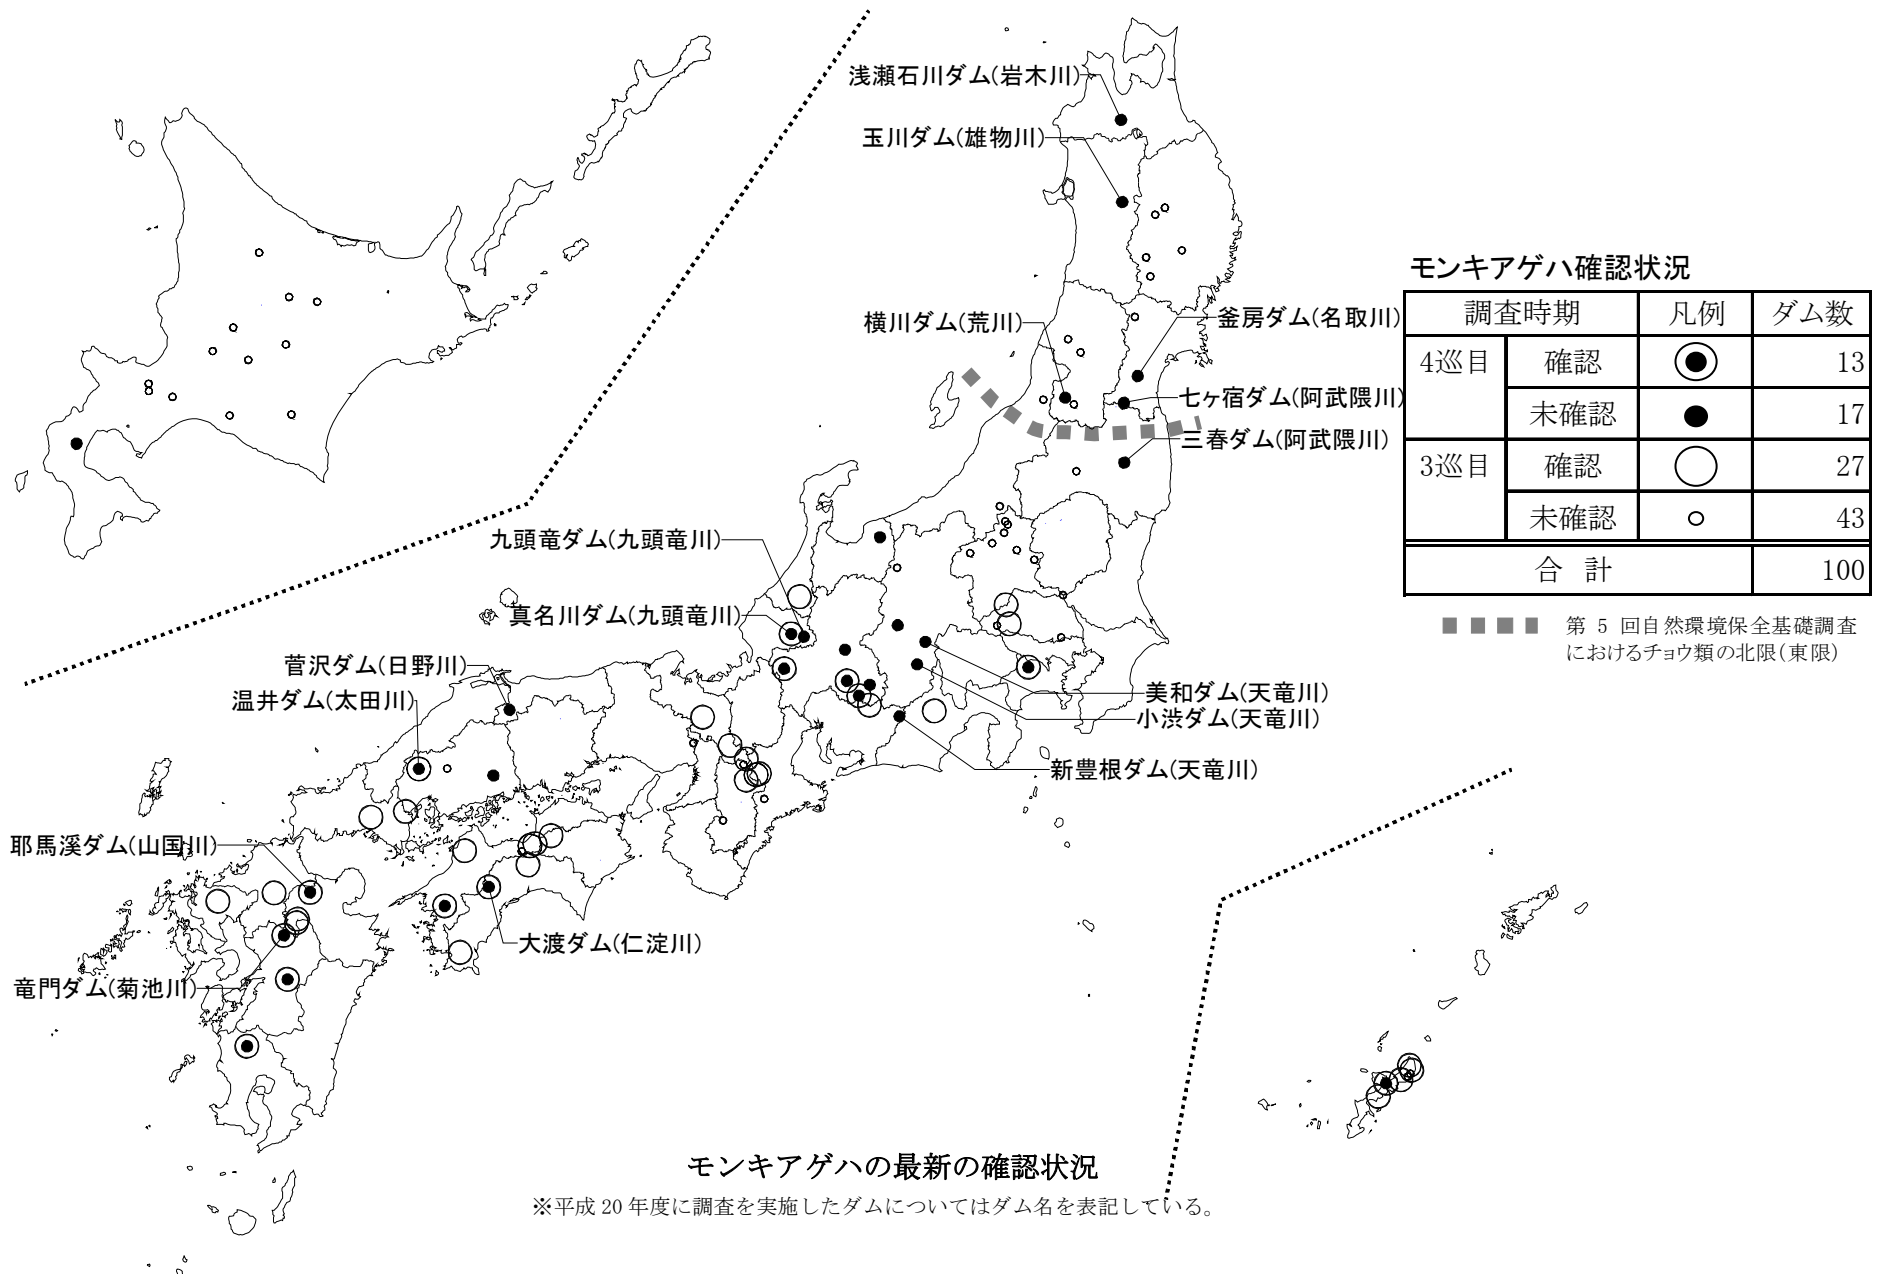 浅瀬石川ダム(岩木川)
玉川ダム(雄物川)
横川ダム(荒川)
釜房ダム(名取川)
七ヶ宿ダム(阿武隈川)
三春ダム(阿武隈川)
モンキアゲハ確認状況
調査時期 凡例 ダム数
4巡目 確認 13
未確認 17
3巡目 確認 27
未確認 43
合 計 100
第 5 回自然環境保全基礎調査
におけるチョウ類の北限(東限)
九頭竜ダム(九頭竜川)
真名川ダム(九頭竜川)
菅沢ダム(日野川)
温井ダム(太田川)
美和ダム(天竜川)
小渋ダム(天竜川)
新豊根ダム(天竜川)
耶馬溪ダム(山国川)
大渡ダム(仁淀川)
竜門ダム(菊池川)
モンキアゲハの最新の確認状況
※平成 20 年度に調査を実施したダムについてはダム名を表記している。